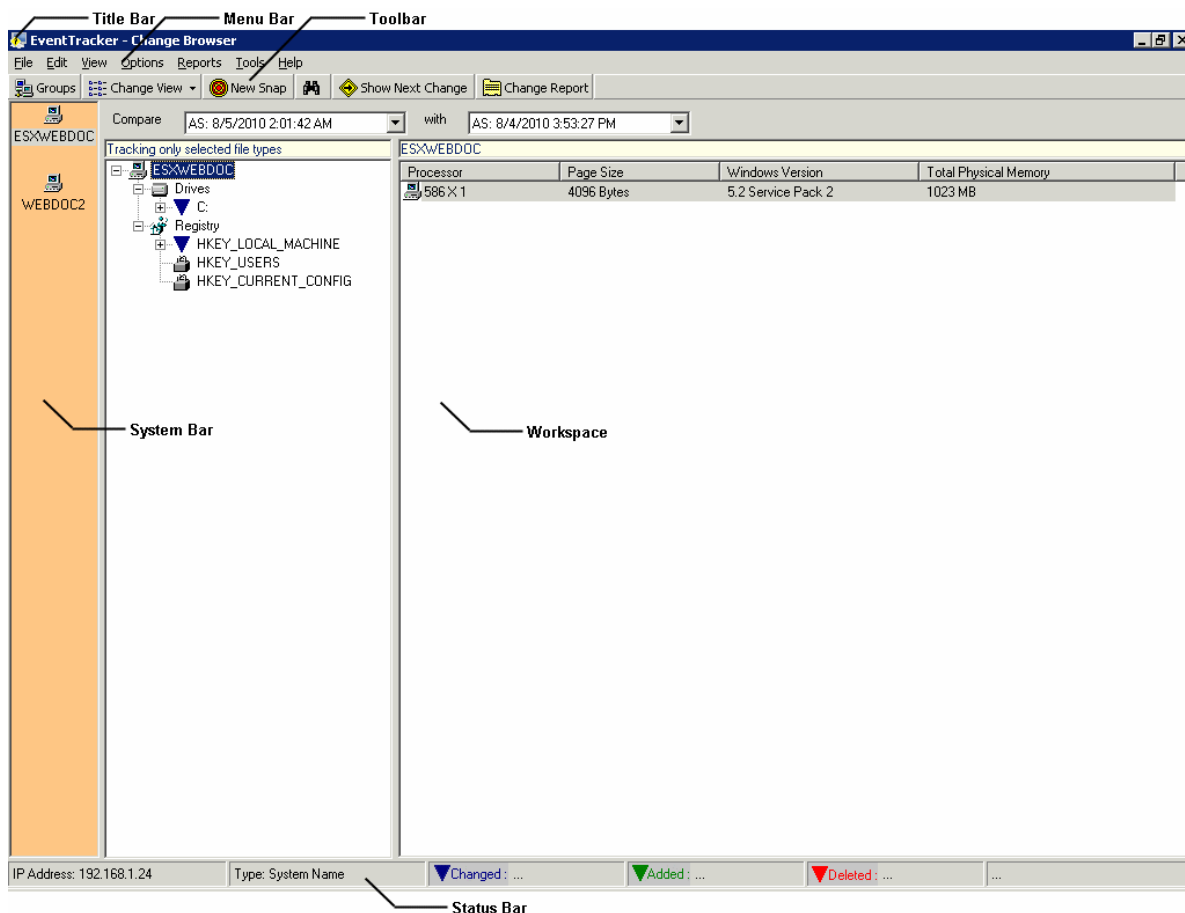 Title Bar Menu Bar Toolbar
EventTracker - Change Browser
File Edit View Options Reports Tools Help
Groups Change View New Snap Show Next Change Change Report
ESXWEBDOC
WEBDOC2
Compare AS: 8/5/2010 2:01:42 AM with AS: 8/4/2010 3:53:27 PM
Tracking only selected file types
ESXWEBDOC
Drives
C:
Registry
HKEY_LOCAL_MACHINE
HKEY_USERS
HKEY_CURRENT_CONFIG
ESXWEBDOC
Processor Page Size Windows Version Total Physical Memory
586 X 1 4096 Bytes 5.2 Service Pack 2 1023 MB
System Bar
Workspace
IP Address: 192.168.1.24 Type: System Name Changed : ... Added : ... Deleted : ... ...
Status Bar